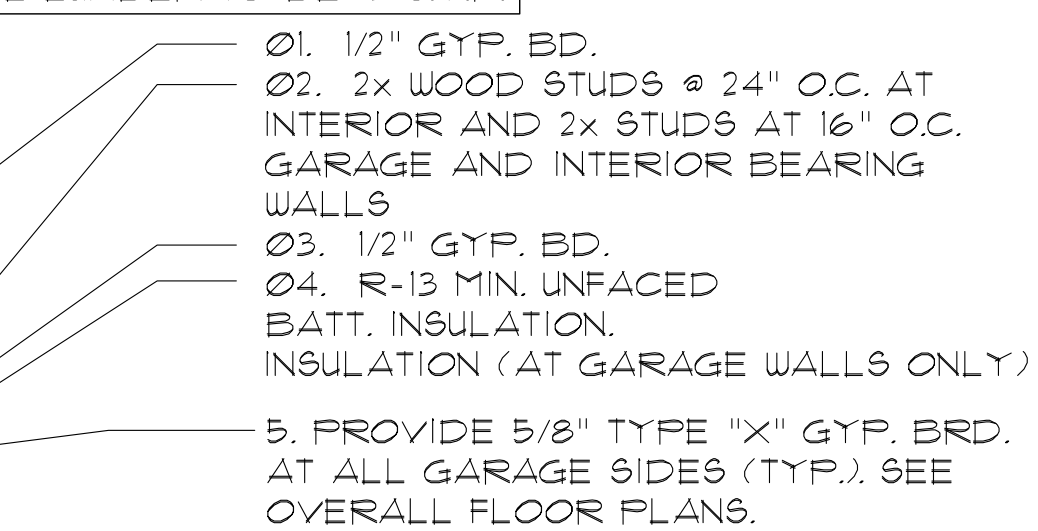 Ø1. 1/2" GYP. BD.
Ø2. 2x WOOD STUDS @ 24" O.C. AT
INTERIOR AND 2x STUDS AT 16" O.C.
GARAGE AND INTERIOR BEARING
WALLS
Ø3. 1/2" GYP. BD.
Ø4. R-13 MIN. UNFACED
BATT. INSULATION.
INSULATION (AT GARAGE WALLS ONLY)
5. PROVIDE 5/8" TYPE "X" GYP. BRD.
AT ALL GARAGE SIDES (TYP.). SEE
OVERALL FLOOR PLANS.